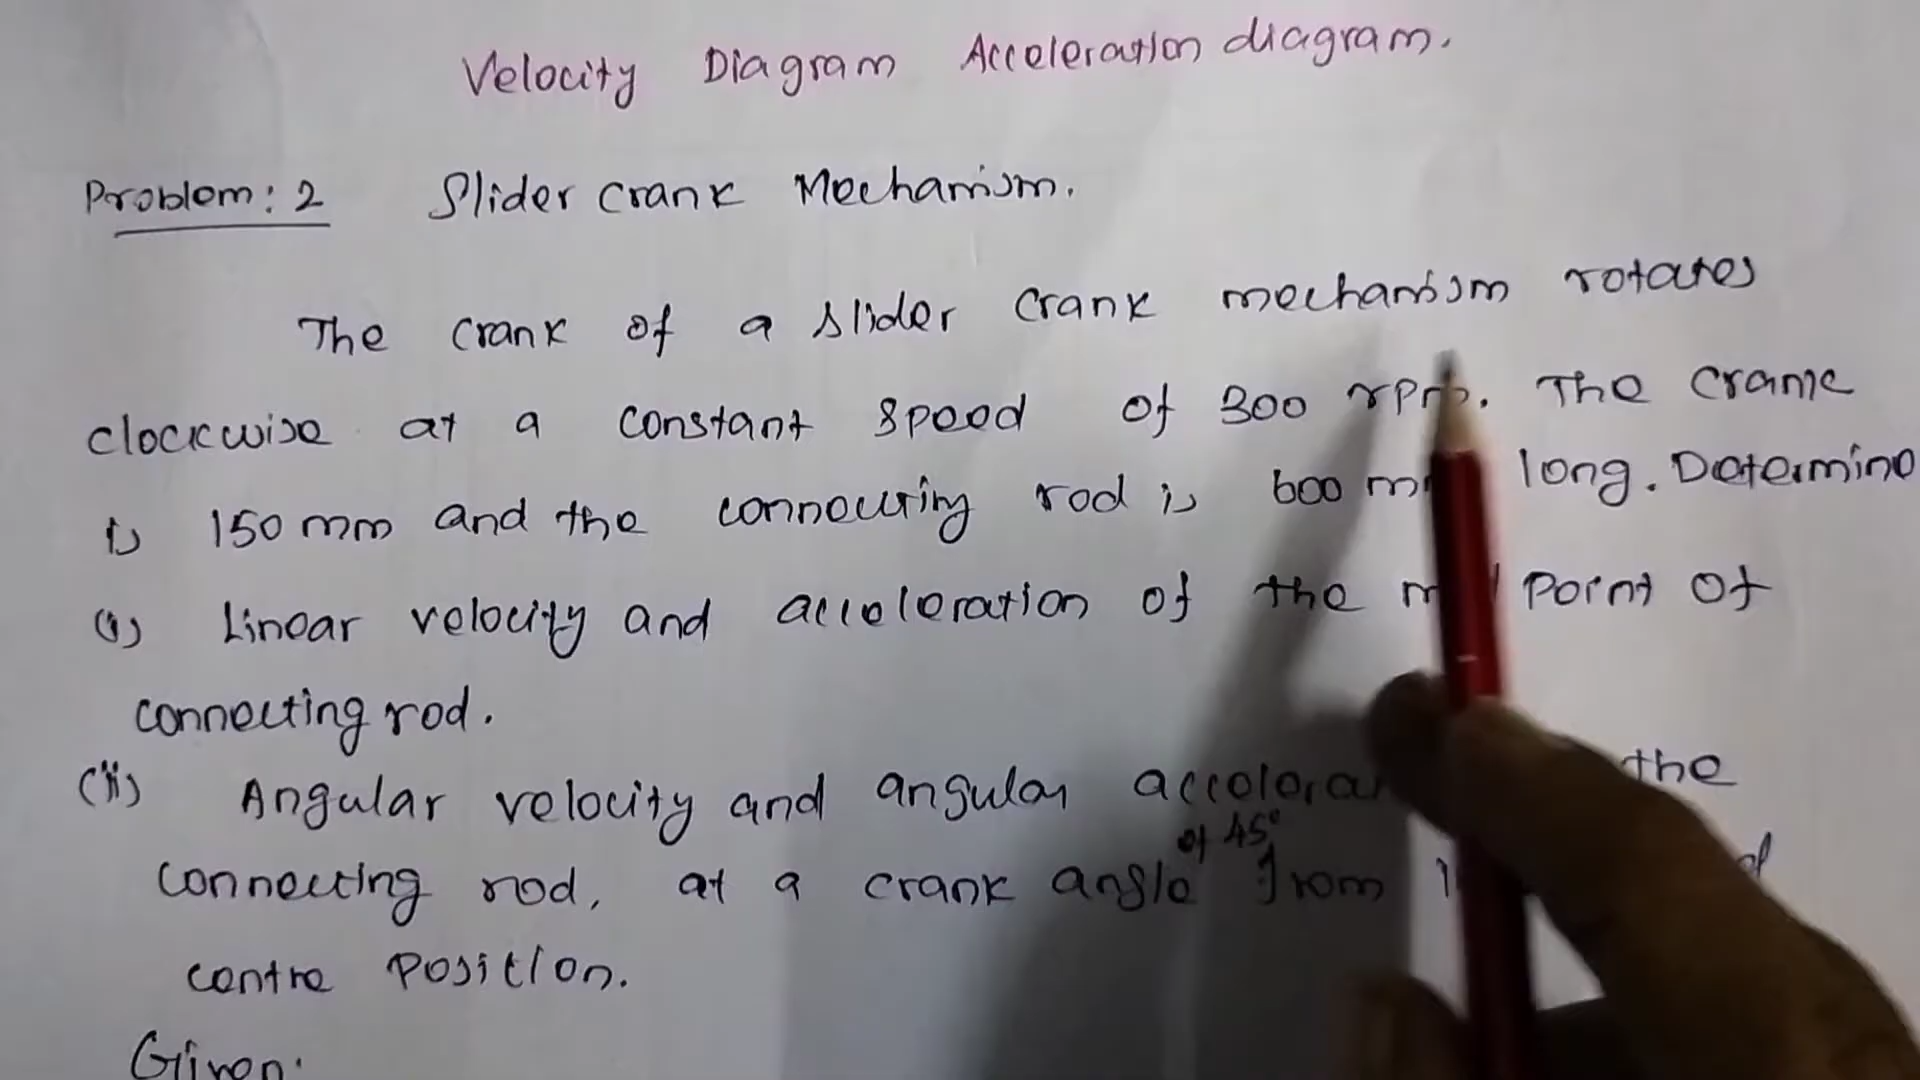 Velocity Diagram Acceleration diagram.
Problem: 2 Slider crank Mechanism.
The crank of a slider crank mechanism rotates
clockwise at a constant speed of 300 rpm. The crank
is 150 mm and the connecting rod is 600 long. Determine
(i) Linear velocity and acceleration of the point of
connecting rod.
(ii) Angular velocity and angular the
connecting rod, at a crank angle of 45° from
centre position.
Given: